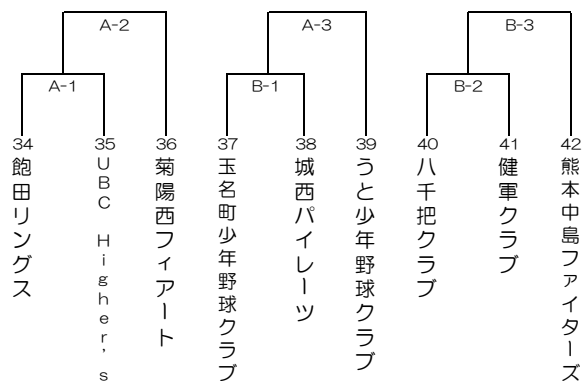 A-2
A-3
B-3
A-1
B-1
B-2
34
35
36
37
38
39
40
41
42
飽田リングス
UBC Higher's
菊陽西フィアート
玉名町少年野球クラブ
城西パイレーツ
うと少年野球クラブ
八千把クラブ
健軍クラブ
熊本中島ファイターズ